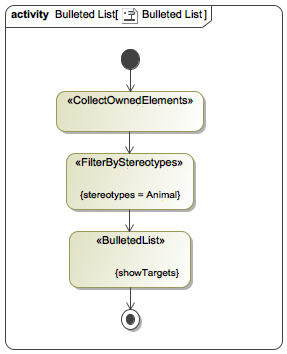 activity Bulleted List[ Bulleted List ]
«CollectOwnedElements»
«FilterByStereotypes»
{stereotypes = Animal}
«BulletedList»
{showTargets}